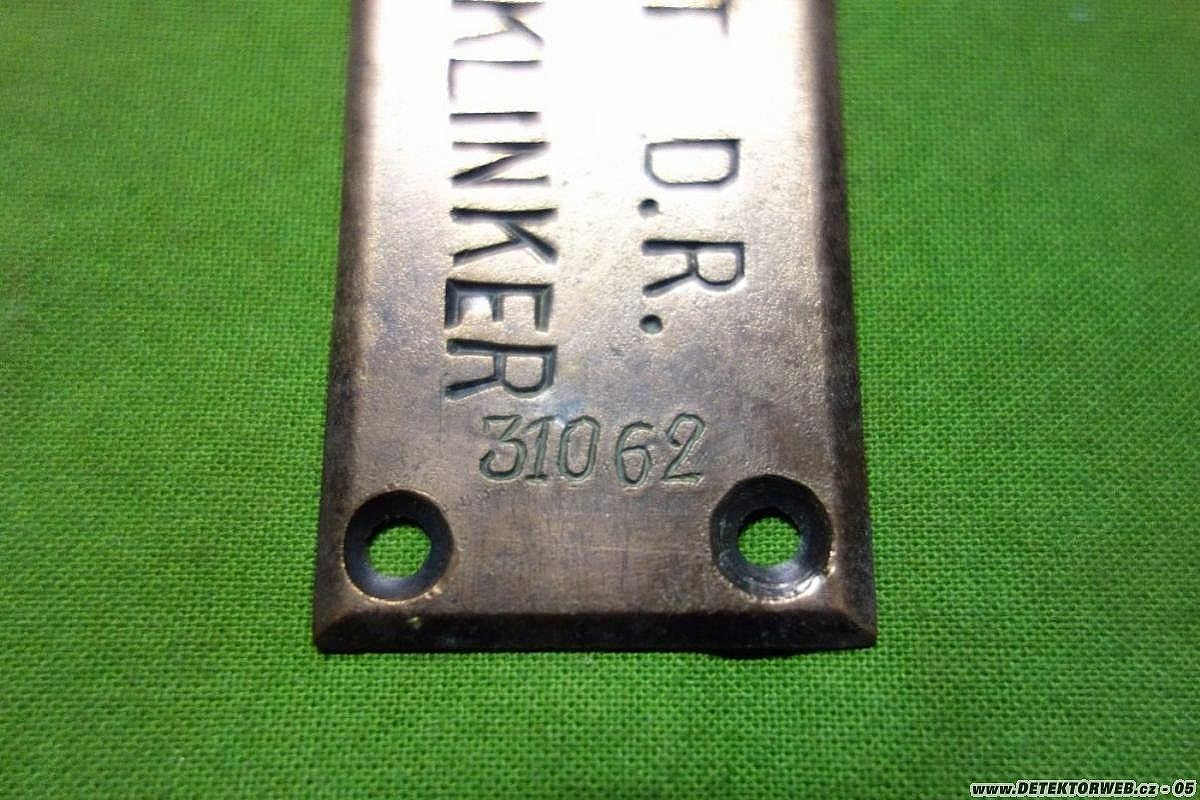 T D.R.
KLINKER
31062
www.DETEKTORWEB.cz - 05